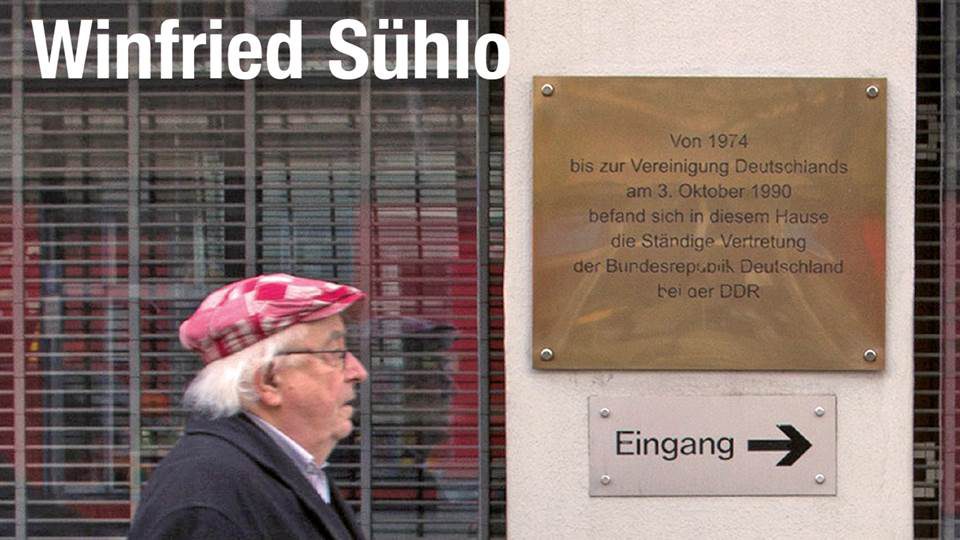 Winfried Sühlo
Von 1974
bis zur Vereinigung Deutschlands
am 3. Oktober 1990
befand sich in diesem Hause
die Ständige Vertretung
der Bundesrepublik Deutschland
bei der DDR
Eingang